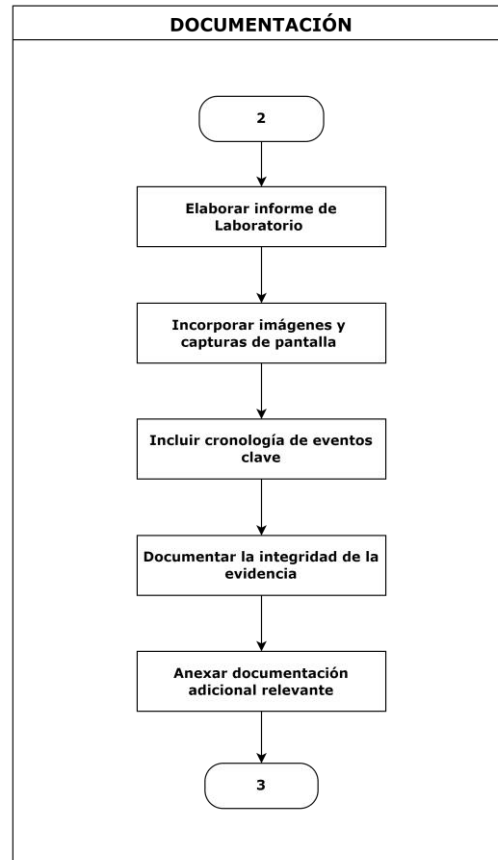 DOCUMENTACIÓN
2
Elaborar informe de
Laboratorio
Incorporar imágenes y
capturas de pantalla
Incluir cronología de eventos
clave
Documentar la integridad de la
evidencia
Anexar documentación
adicional relevante
3